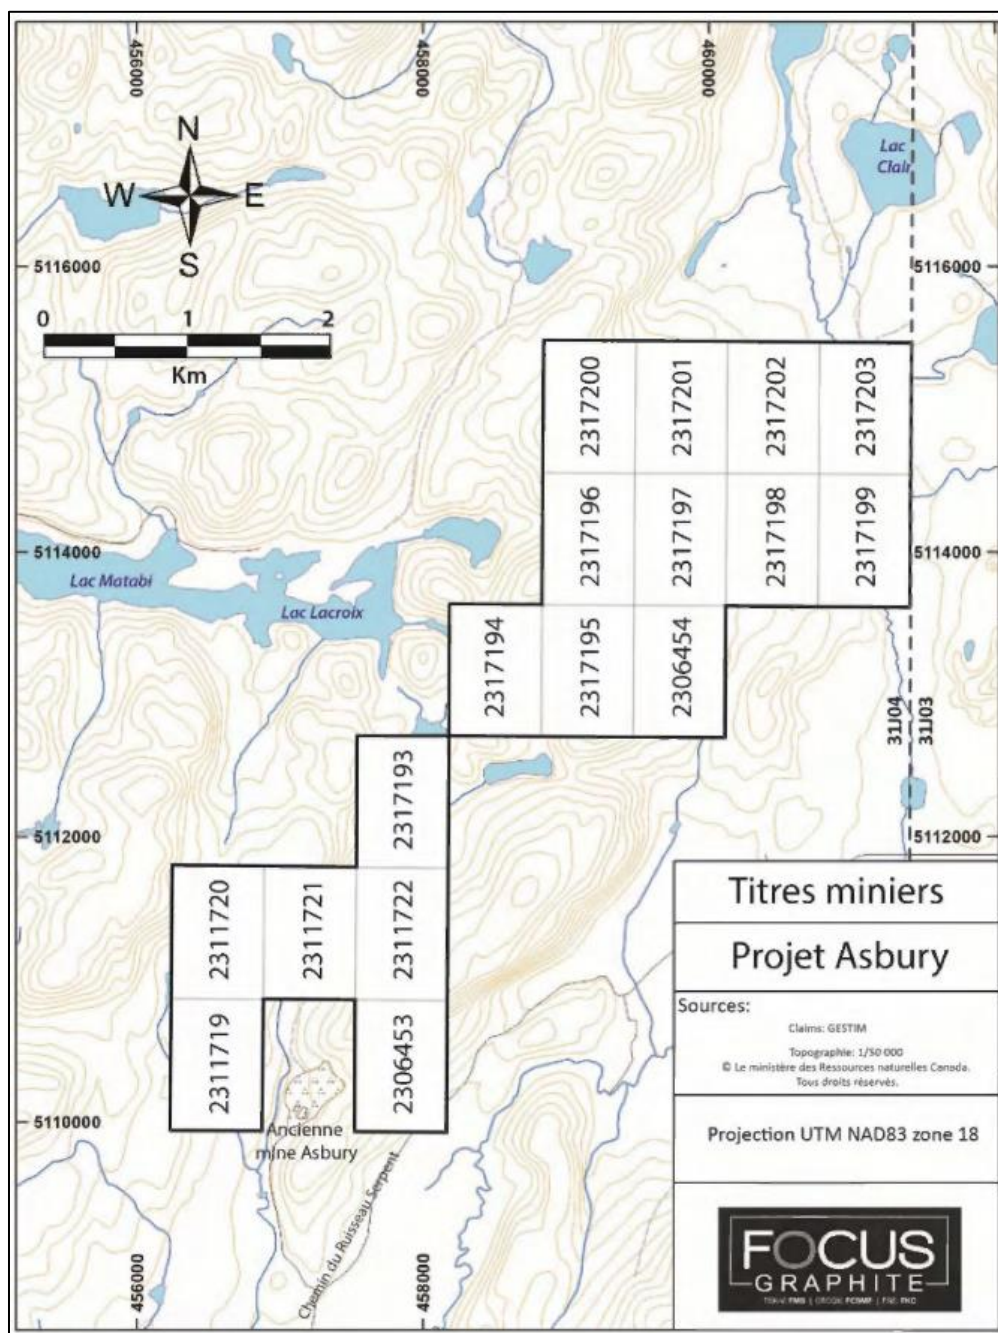 456000
458000
460000
Lac
Clair
N
W E
S
5116000
5116000
0 1 2
Km
2317200
2317201
2317202
2317203
2317196
2317197
2317198
2317199
5114000
5114000
Lac Matabi
Lac Lacroix
2317194
2317195
2306454
31J04
31J03
2317193
5112000
5112000
2311720
2311721
2311722
2311719
2306453
5110000
Ancienne
mine Asbury
Chemin du Ruisseau Serpent
456000
458000
Titres miniers
Projet Asbury
Sources:
Claims: GESTIM
Topographie: 1/50 000
© Le ministère des Ressources naturelles Canada.
Tous droits réservés.
Projection UTM NAD83 zone 18
FOCUS
GRAPHITE